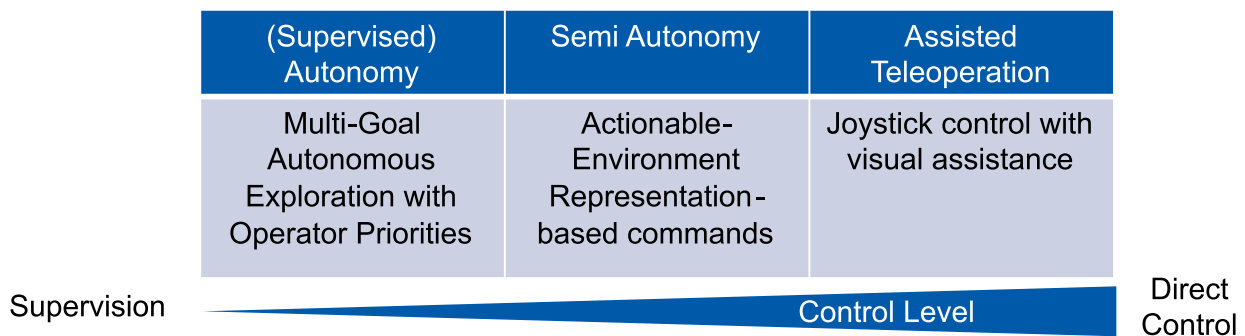 (Supervised)
Autonomy
Semi Autonomy
Assisted
Teleoperation
Multi-Goal
Autonomous
Exploration with
Operator Priorities
Actionable-
Environment
Representation-
based commands
Joystick control with
visual assistance
Supervision
Control Level
Direct
Control